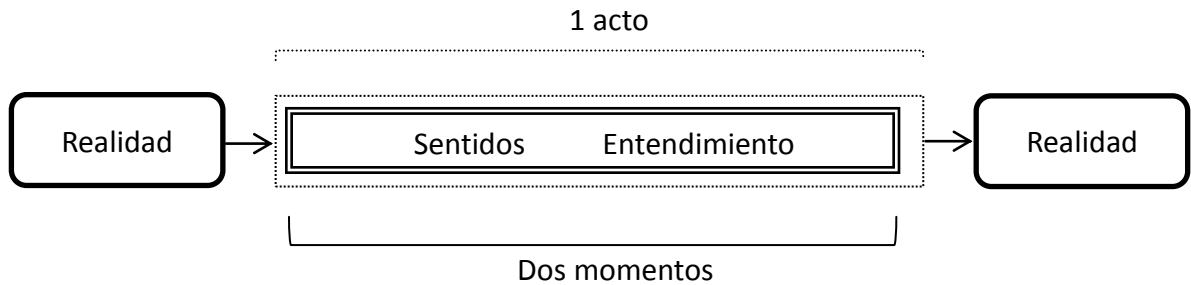 1 acto
Realidad
Sentidos Entendimiento
Realidad
Dos momentos